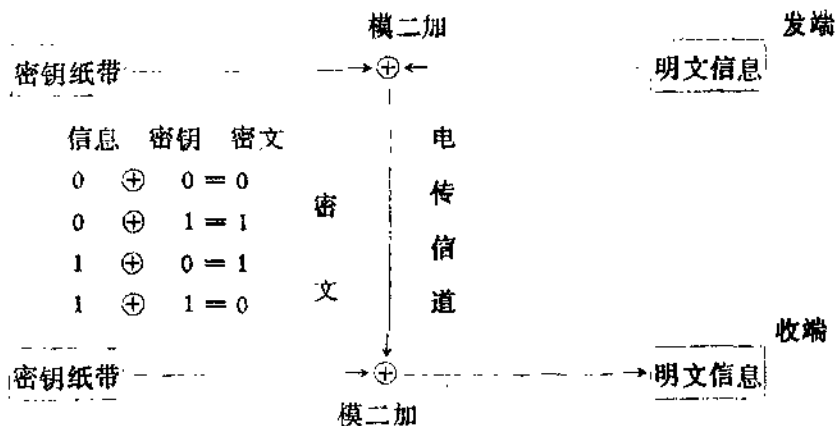 模二加 发端
密钥纸带 ⊕ 明文信息
信息 密钥 密文
0 ⊕ 0 = 0
0 ⊕ 1 = 1
1 ⊕ 0 = 1
1 ⊕ 1 = 0
密文
电传信道
收端
密钥纸带 ⊕ 明文信息
模二加